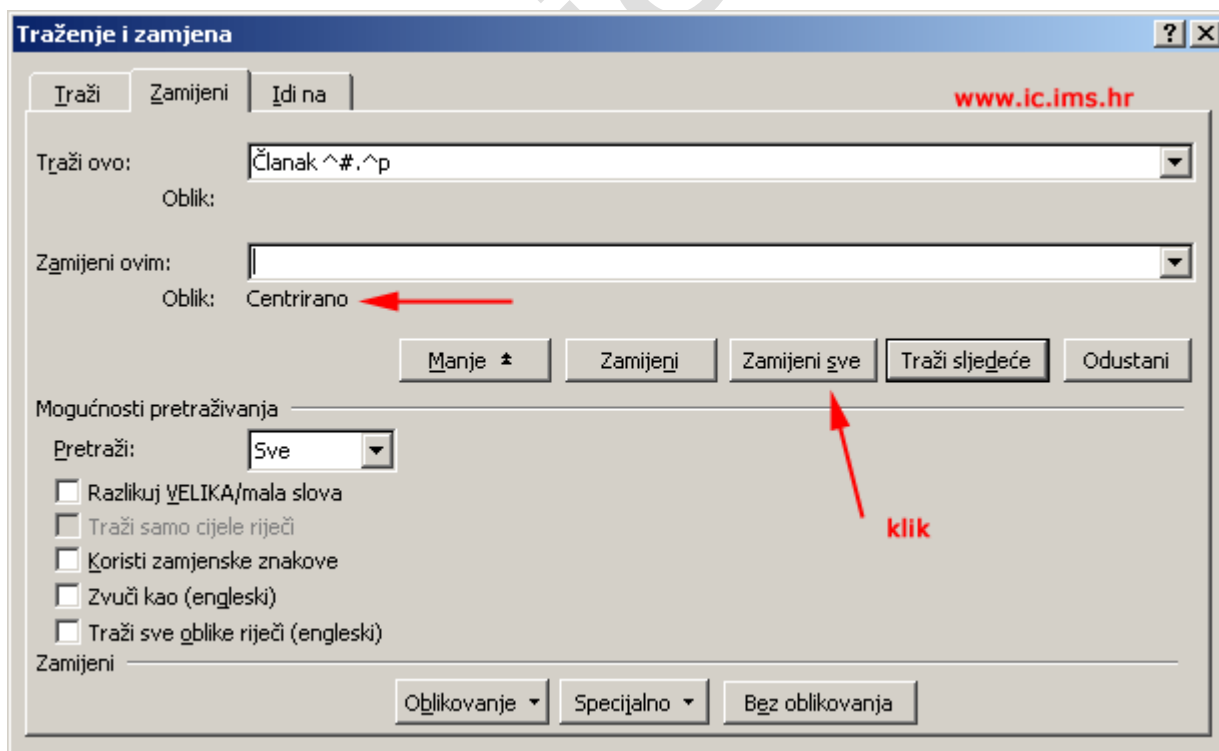 Traženje i zamjena
Traži Zamijeni Idi na
www.ic.ims.hr
Traži ovo: Članak ^#.^p
Oblik:
Zamijeni ovim:
Oblik: Centrirano
Manje Zamijeni Zamijeni sve Traži sljedeće Odustani
Mogućnosti pretraživanja
Pretraži: Sve
Razlikuj VELIKA/mala slova
Traži samo cijele riječi
klik
Koristi zamjenske znakove
Zvuči kao (engleski)
Traži sve oblike riječi (engleski)
Zamijeni
Oblikovanje Specijalno Bez oblikovanja